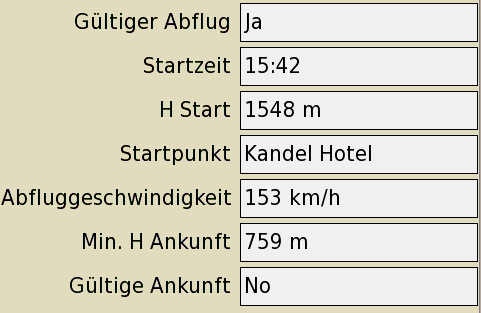 Gültiger Abflug Ja
Startzeit 15:42
H Start 1548 m
Startpunkt Kandel Hotel
Abfluggeschwindigkeit 153 km/h
Min. H Ankunft 759 m
Gültige Ankunft No